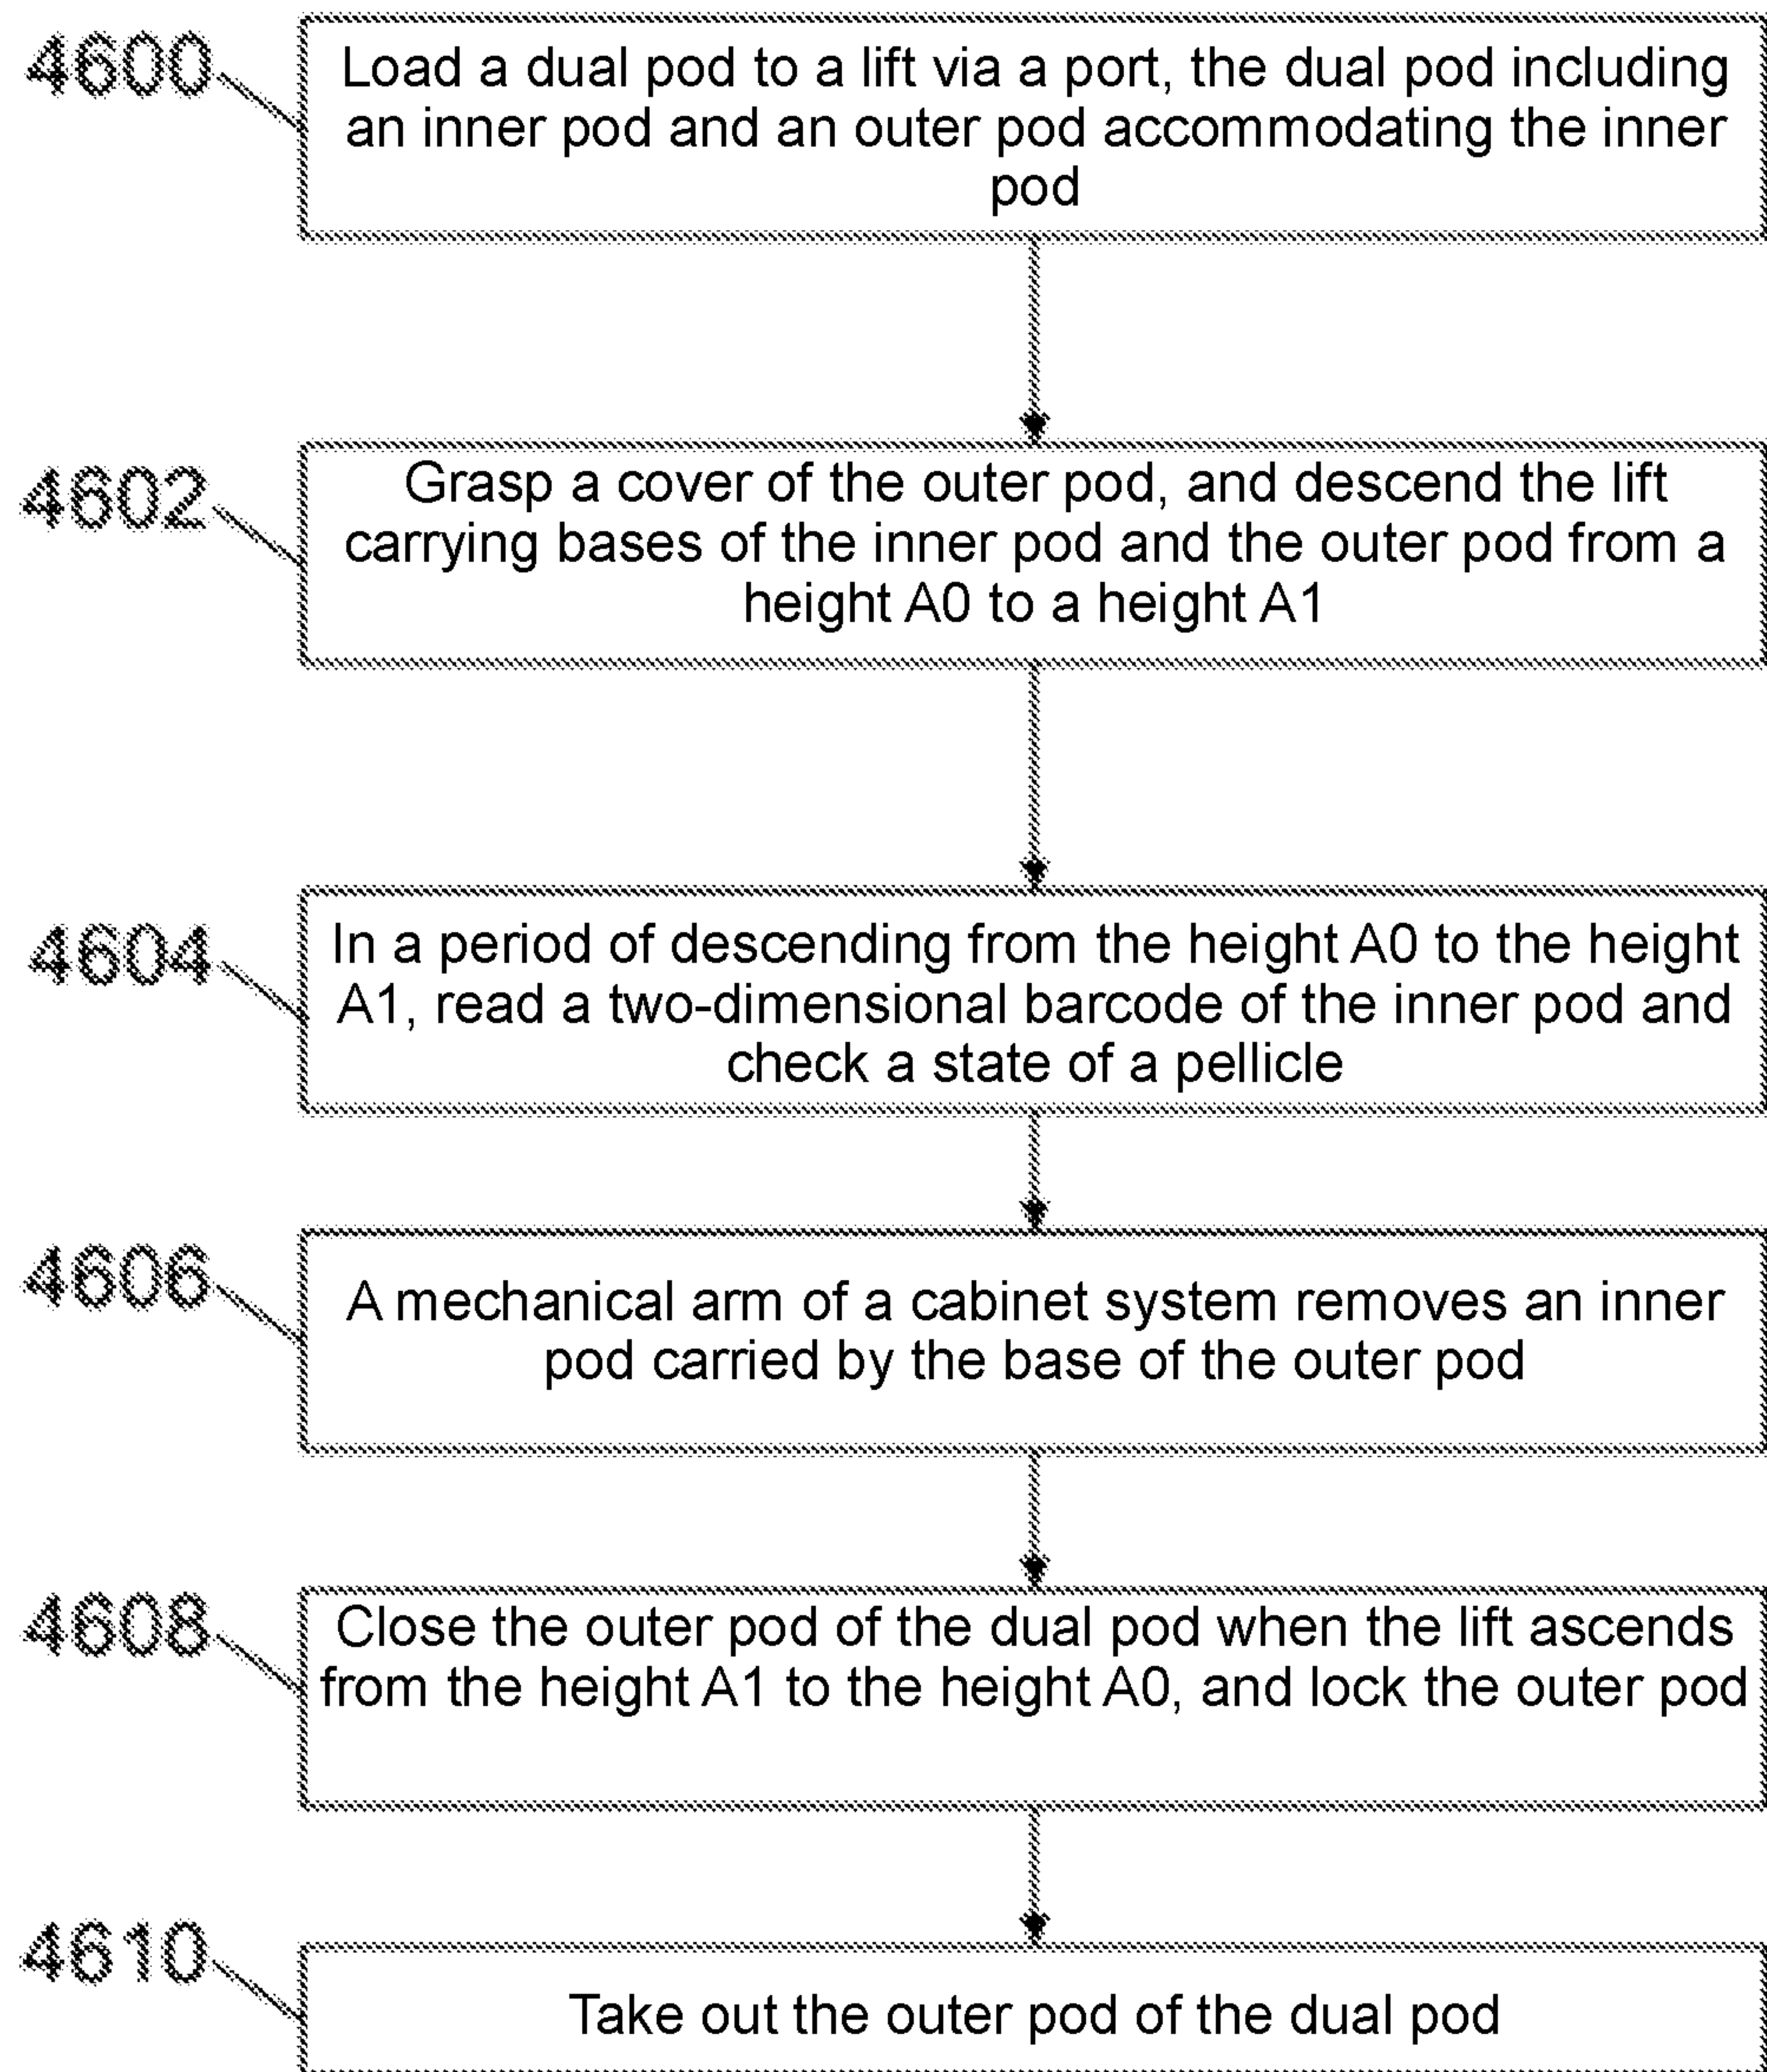 4600
Load a dual pod to a lift via a port, the dual pod including
an inner pod and an outer pod accommodating the inner
pod
4602
Grasp a cover of the outer pod, and descend the lift
carrying bases of the inner pod and the outer pod from a
height A0 to a height A1
4604
In a period of descending from the height A0 to the height
A1, read a two-dimensional barcode of the inner pod and
check a state of a pellicle
4606
A mechanical arm of a cabinet system removes an inner
pod carried by the base of the outer pod
4608
Close the outer pod of the dual pod when the lift ascends
from the height A1 to the height A0, and lock the outer pod
4610
Take out the outer pod of the dual pod